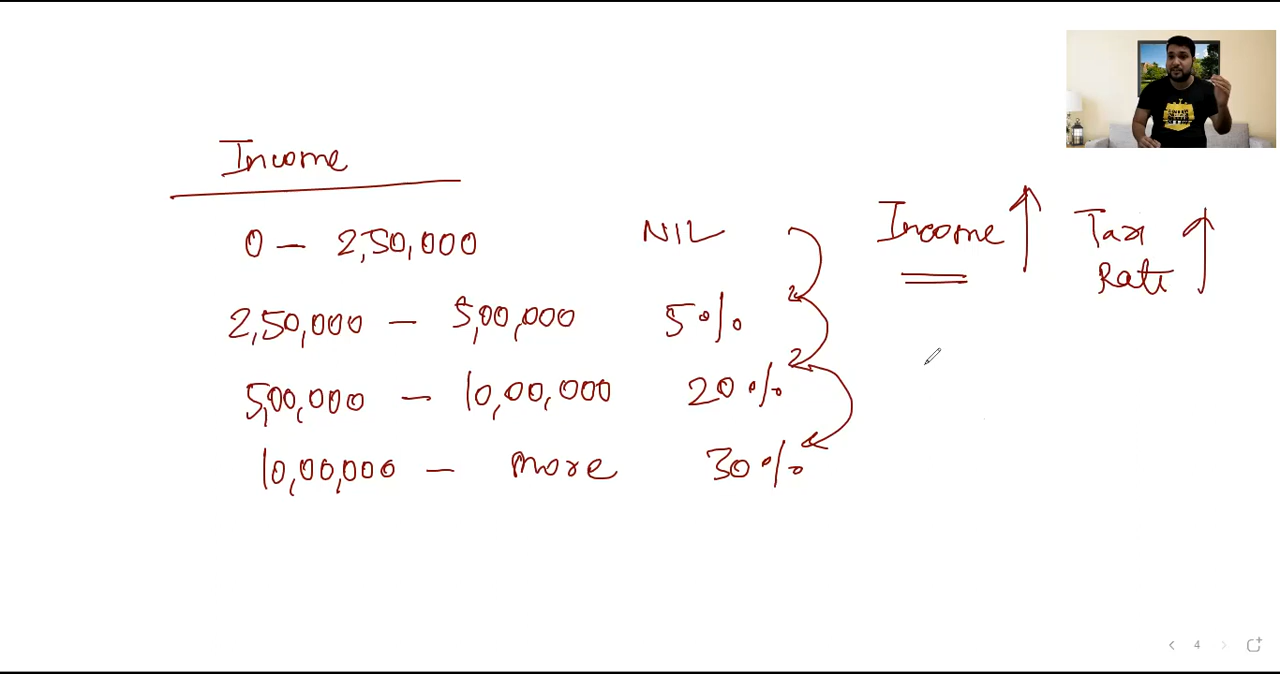 Income
0 – 2,50,000 NIL
2,50,000 – 5,00,000 5%
5,00,000 – 10,00,000 20%
10,00,000 – more 30%
Income ↑ Tax Rate ↑
4